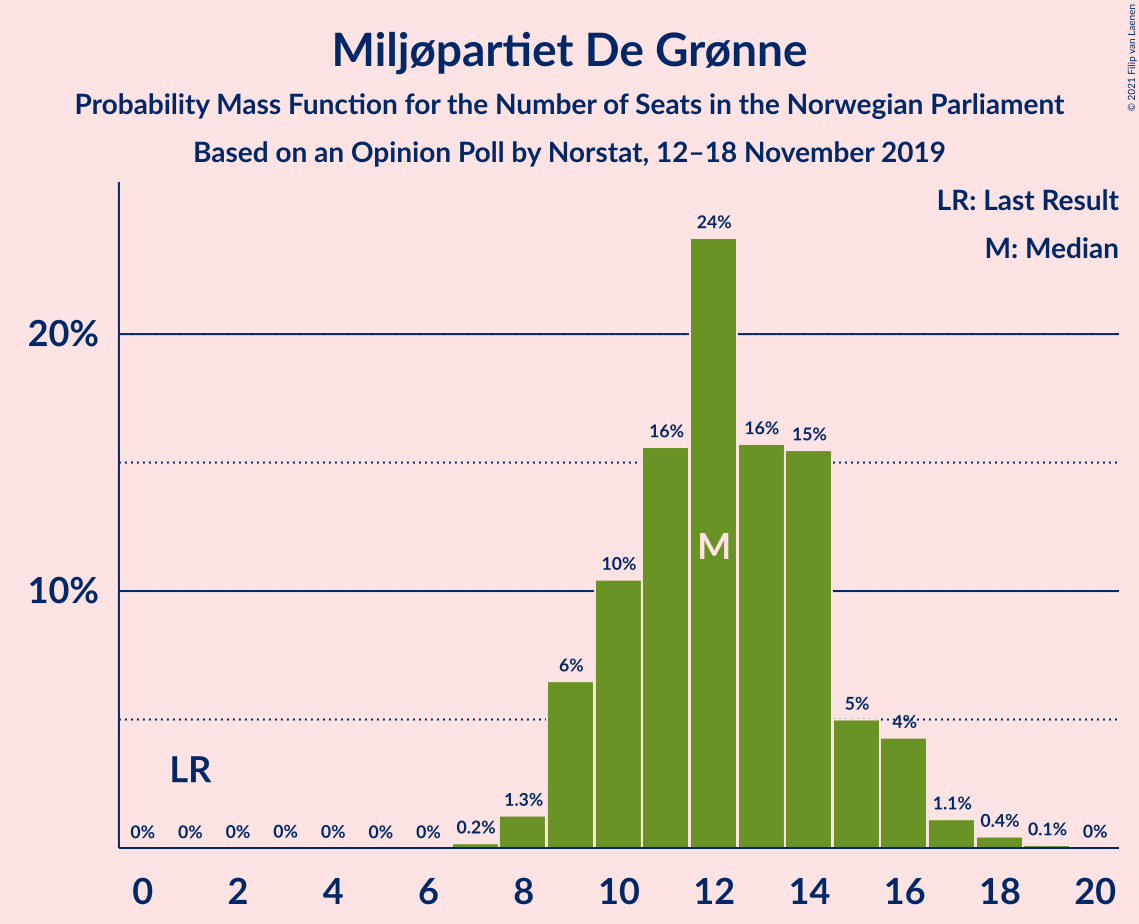 Miljøpartiet De Grønne
Probability Mass Function for the Number of Seats in the Norwegian Parliament
Based on an Opinion Poll by Norstat, 12–18 November 2019
© 2021 Filip van Laenen
LR: Last Result
M: Median
20%
10%
0% 0% 0% 0% 0% 0% 0% 0.2% 1.3% 6% 10% 16% 24% 16% 15% 5% 4% 1.1% 0.4% 0.1% 0%
LR
M
0 2 4 6 8 10 12 14 16 18 20